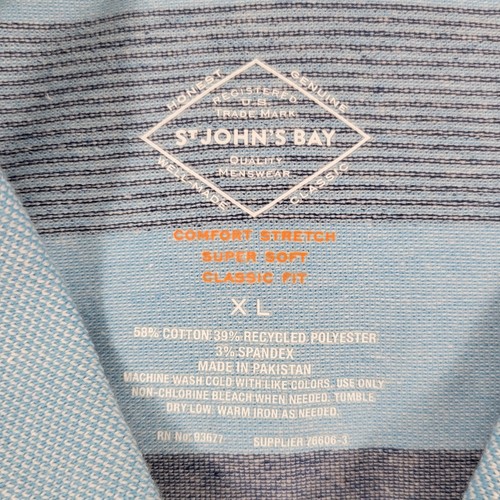 HONEST
GENUINE
REGISTERED
U.S.
TRADE MARK
ST JOHN'S BAY
QUALITY
MENSWEAR
WELL MADE
CLASSIC
COMFORT STRETCH
SUPER SOFT
CLASSIC FIT
XL
58% COTTON 39% RECYCLED POLYESTER
3% SPANDEX
MADE IN PAKISTAN
MACHINE WASH COLD WITH LIKE COLORS. USE ONLY
NON-CHLORINE BLEACH WHEN NEEDED. TUMBLE
DRY LOW. WARM IRON AS NEEDED.
RN No. 93677 SUPPLIER 76606-3